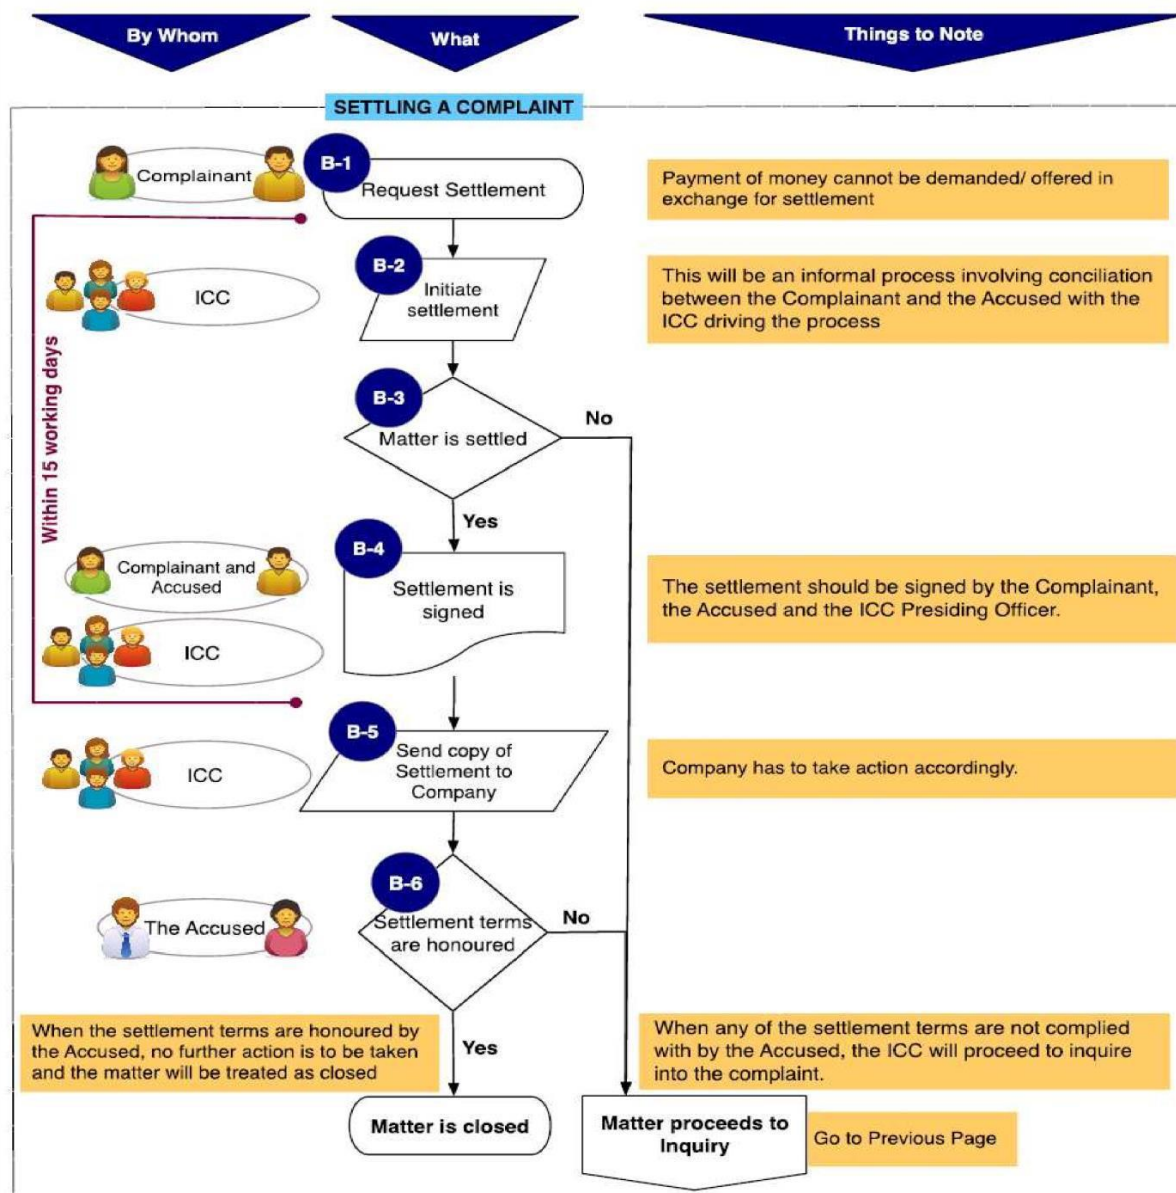 By Whom
What
Things to Note
SETTLING A COMPLAINT
Complainant
B-1
Request Settlement
Payment of money cannot be demanded/ offered in
exchange for settlement
Within 15 working days
ICC
B-2
Initiate
settlement
This will be an informal process involving conciliation
between the Complainant and the Accused with the
ICC driving the process
B-3
Matter is settled
No
Yes
Complainant and
Accused
ICC
B-4
Settlement is
signed
The settlement should be signed by the Complainant,
the Accused and the ICC Presiding Officer.
ICC
B-5
Send copy of
Settlement to
Company
Company has to take action accordingly.
The Accused
B-6
Settlement terms
are honoured
No
When the settlement terms are honoured by
the Accused, no further action is to be taken
and the matter will be treated as closed
Yes
When any of the settlement terms are not complied
with by the Accused, the ICC will proceed to inquire
into the complaint.
Matter is closed
Matter proceeds to
Inquiry
Go to Previous Page